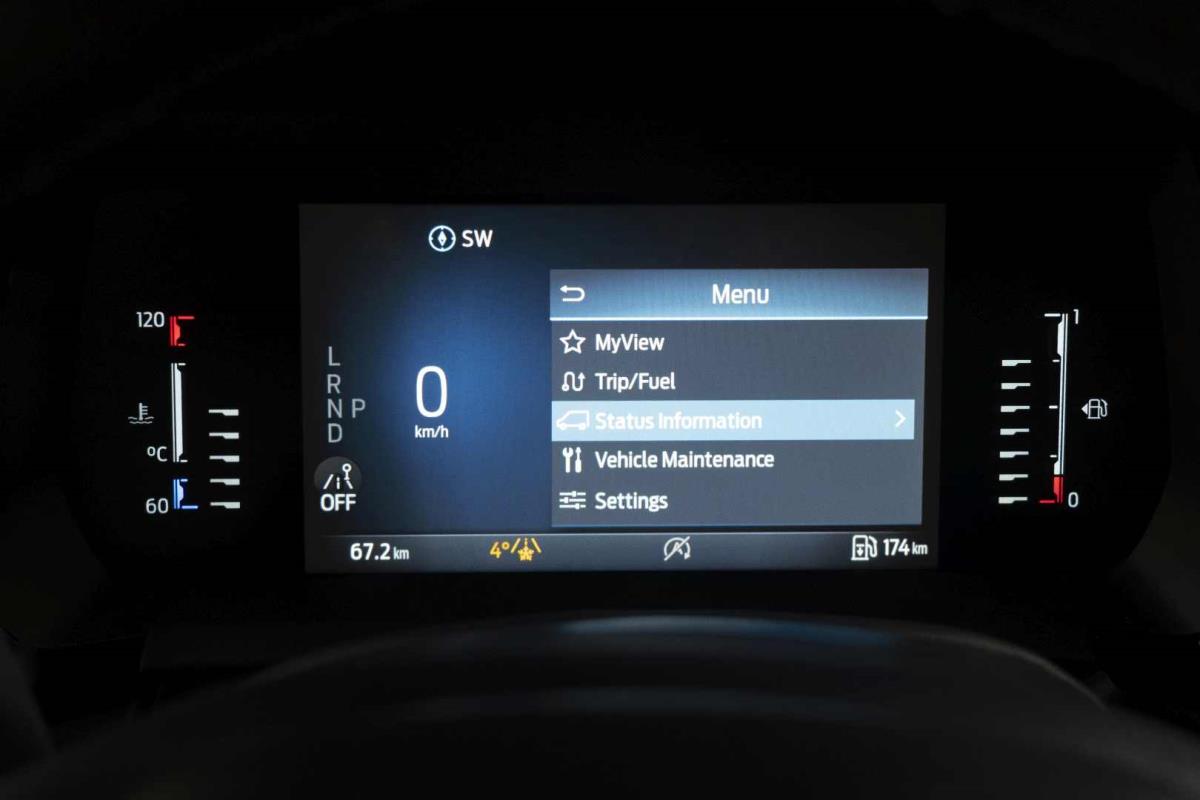 SW
Menu
MyView
Trip/Fuel
Status Information
Vehicle Maintenance
Settings
L
R
N P
D
0
km/h
OFF
67.2 km
4°
174 km
120
°C
60
1
0